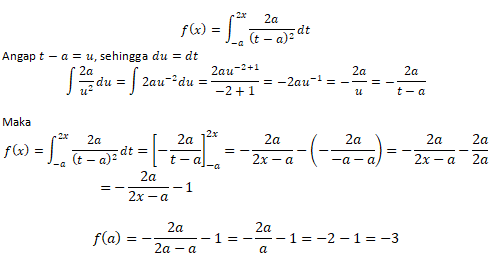 f(x) = ∫_{-a}^{2x} 2a/(t − a)² dt
Angap t − a = u, sehingga du = dt
∫ 2a/u² du = ∫ 2au⁻² du = 2au⁻²⁺¹/(−2 + 1) = −2au⁻¹ = − 2a/u = − 2a/(t − a)
Maka
f(x) = ∫_{-a}^{2x} 2a/(t − a)² dt = [− 2a/(t − a)]_{-a}^{2x} = − 2a/(2x − a) − (− 2a/(−a − a)) = − 2a/(2x − a) − 2a/2a
= − 2a/(2x − a) − 1
f(a) = − 2a/(2a − a) − 1 = − 2a/a − 1 = −2 − 1 = −3